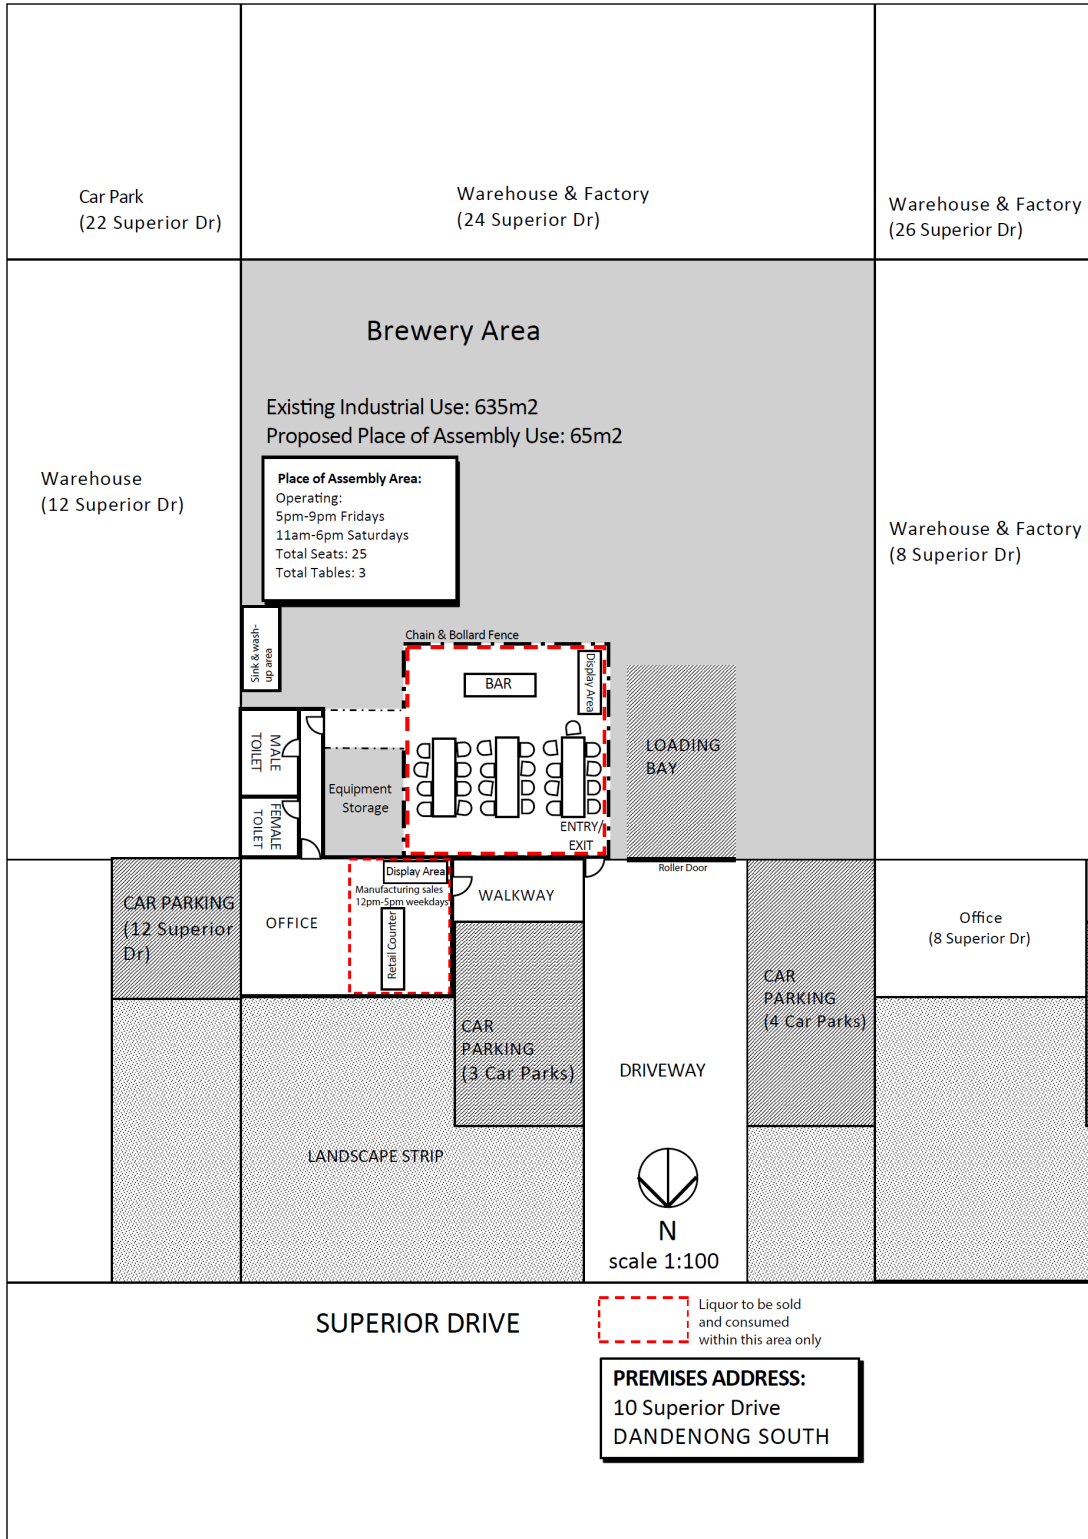 Car Park
(22 Superior Dr)
Warehouse & Factory
(24 Superior Dr)
Warehouse & Factory
(26 Superior Dr)
Brewery Area
Existing Industrial Use: 635m2
Proposed Place of Assembly Use: 65m2
Warehouse
(12 Superior Dr)
Place of Assembly Area:
Operating:
5pm-9pm Fridays
11am-6pm Saturdays
Total Seats: 25
Total Tables: 3
Warehouse & Factory
(8 Superior Dr)
Sink & wash-
up area
Chain & Bollard Fence
BAR
Display Area
MALE
TOILET
LOADING
BAY
Equipment
Storage
FEMALE
TOILET
ENTRY/
EXIT
Roller Door
Display Area
Manufacturing sales
12pm-5pm weekdays
CAR PARKING
(12 Superior
Dr)
OFFICE
Retail Counter
WALKWAY
Office
(8 Superior Dr)
CAR
PARKING
(4 Car Parks)
CAR
PARKING
(3 Car Parks)
DRIVEWAY
LANDSCAPE STRIP
N
scale 1:100
SUPERIOR DRIVE
Liquor to be sold
and consumed
within this area only
PREMISES ADDRESS:
10 Superior Drive
DANDENONG SOUTH